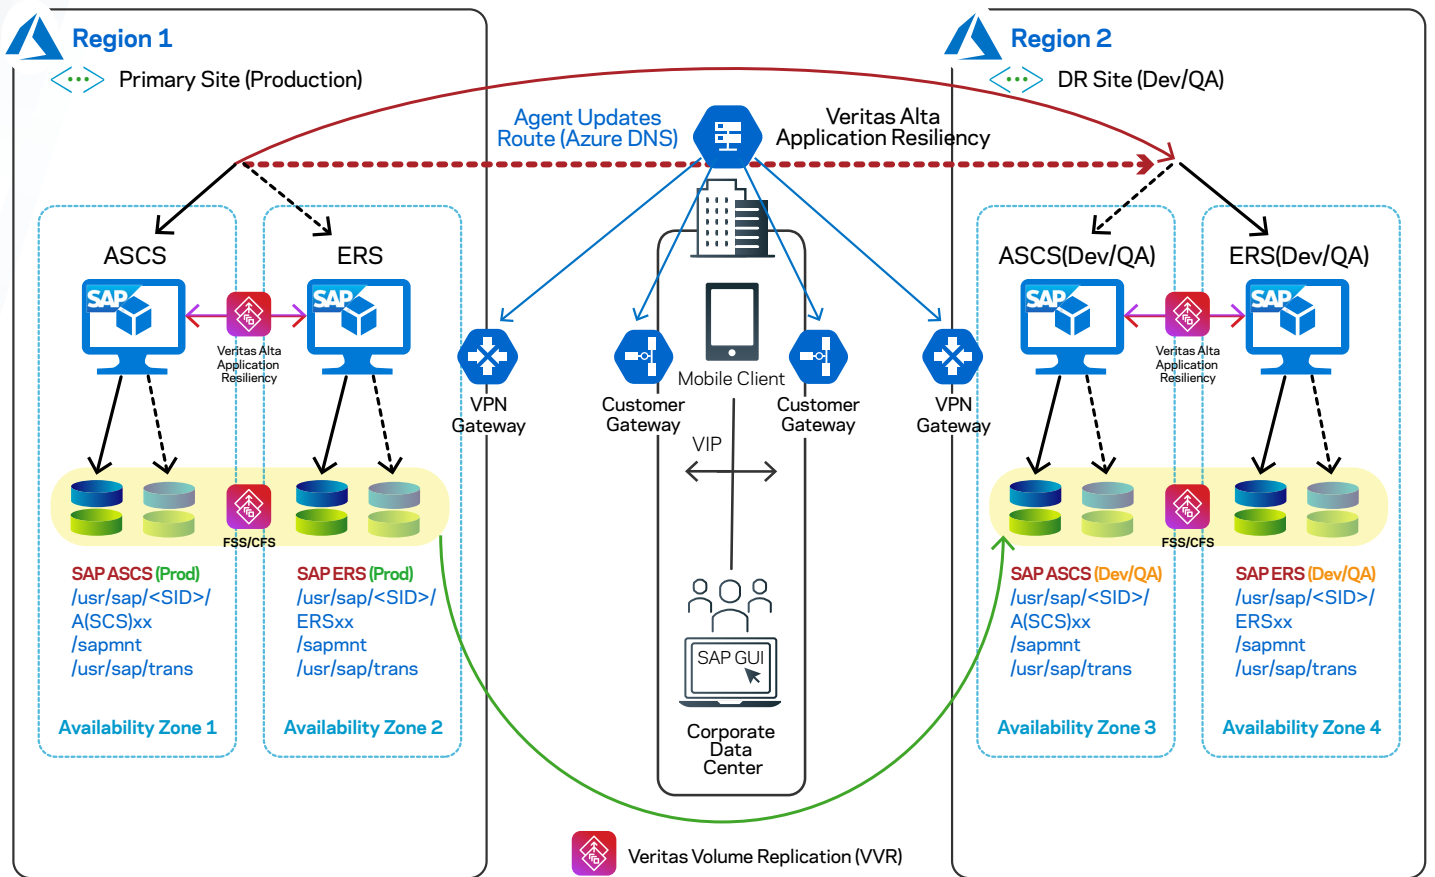 Region 1
Primary Site (Production)
Region 2
DR Site (Dev/QA)
Agent Updates
Route (Azure DNS)
Veritas Alta
Application Resiliency
ASCS
ERS
ASCS(Dev/QA)
ERS(Dev/QA)
SAP
SAP
SAP
SAP
Veritas Alta
Application
Resiliency
Veritas Alta
Application
Resiliency
VPN
Gateway
Customer
Gateway
Mobile Client
Customer
Gateway
VPN
Gateway
VIP
FSS/CFS
FSS/CFS
SAP ASCS (Prod)
/usr/sap/<SID>/
A(SCS)xx
/sapmnt
/usr/sap/trans
SAP ERS (Prod)
/usr/sap/<SID>/
ERSxx
/sapmnt
/usr/sap/trans
SAP ASCS (Dev/QA)
/usr/sap/<SID>/
A(SCS)xx
/sapmnt
/usr/sap/trans
SAP ERS (Dev/QA)
/usr/sap/<SID>/
ERSxx
/sapmnt
/usr/sap/trans
SAP GUI
Availability Zone 1
Availability Zone 2
Corporate
Data
Center
Availability Zone 3
Availability Zone 4
Veritas Volume Replication (VVR)